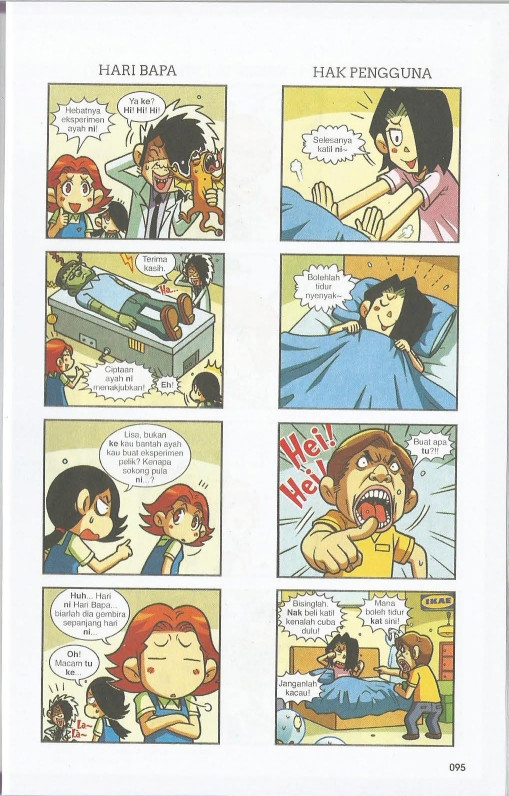 HARI BAPA
Hebatnya
eksperimen
ayah ni!
Ya ke?
Hi! Hi! Hi!
Terima
kasih.
Ha...
Ciptaan
ayah ni
menakjubkan!
Eh!
Lisa, bukan
ke kau bantah ayah
kau buat eksperimen
pelik? Kenapa
sokong pula
ni...?
Huh... Hari
ni Hari Bapa...
biarlah dia gembira
sepanjang hari
ni...
Oh!
Macam tu
ke...
La~
La~
HAK PENGGUNA
Selesanya
katil ni~
Bolehlah
tidur
nyenyak~
Hei!
Hei!
Buat apa
tu?!!
Bisinglah.
Nak beli katil
kenalah cuba
dulu!
Mana
boleh tidur
kat sini!
IKAE
Janganlah
kacau!
095